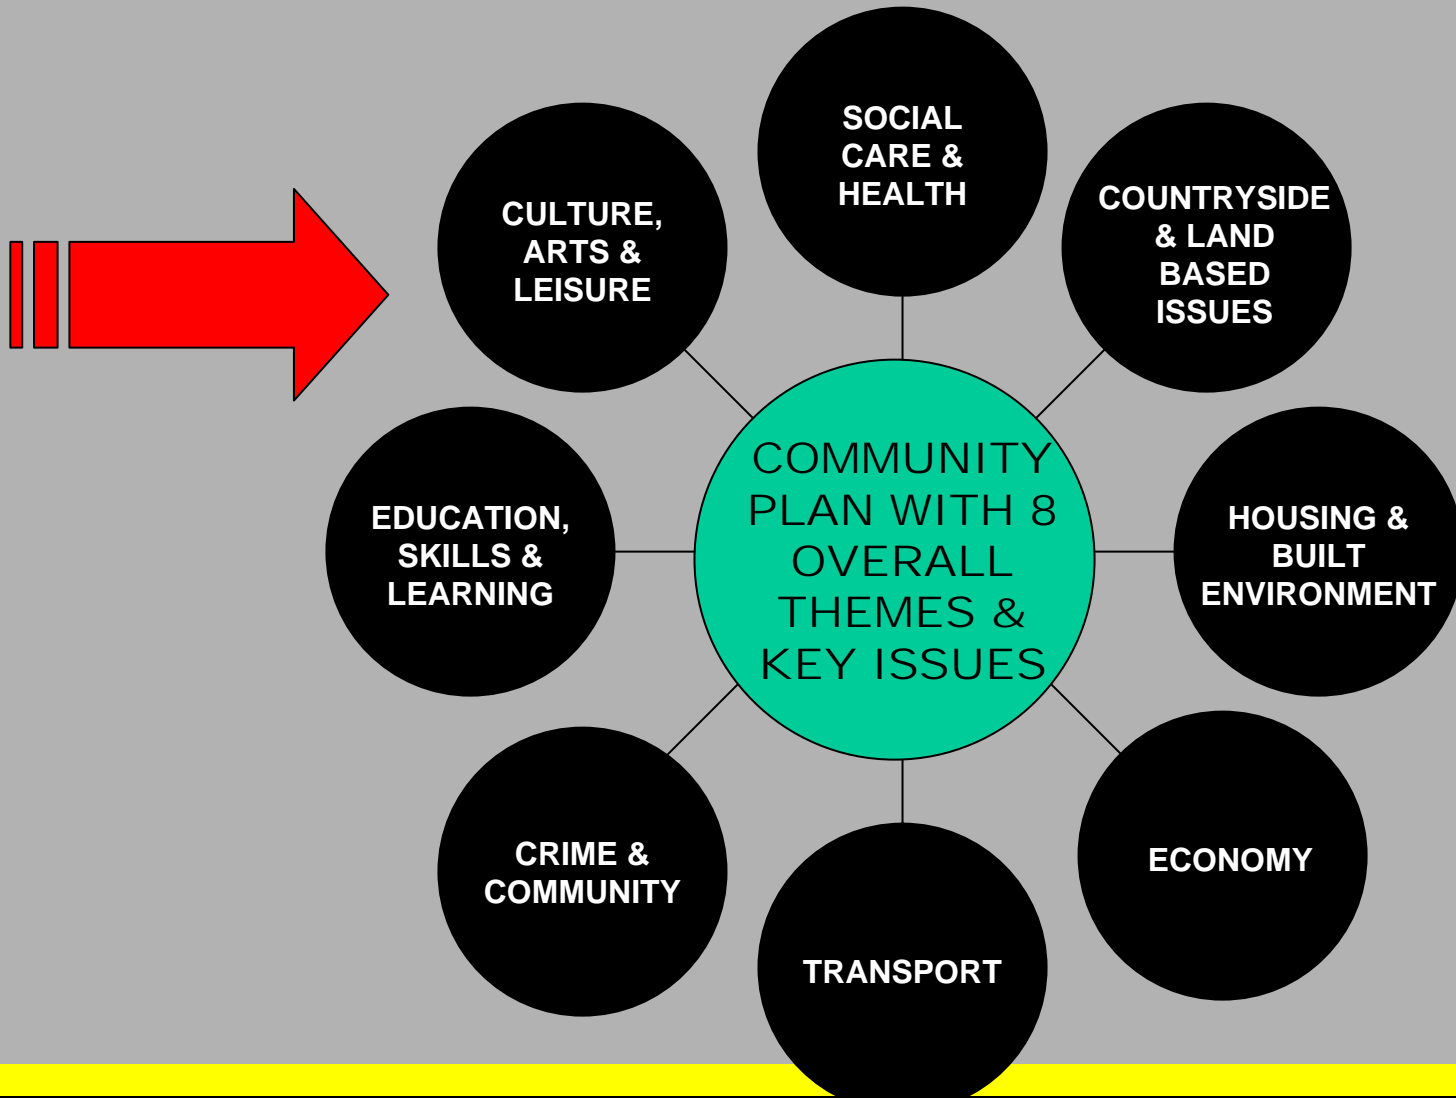 SOCIAL
CARE &
HEALTH
COUNTRYSIDE
& LAND
BASED
ISSUES
HOUSING &
BUILT
ENVIRONMENT
ECONOMY
TRANSPORT
CRIME &
COMMUNITY
EDUCATION,
SKILLS &
LEARNING
CULTURE,
ARTS &
LEISURE
COMMUNITY
PLAN WITH 8
OVERALL
THEMES &
KEY ISSUES